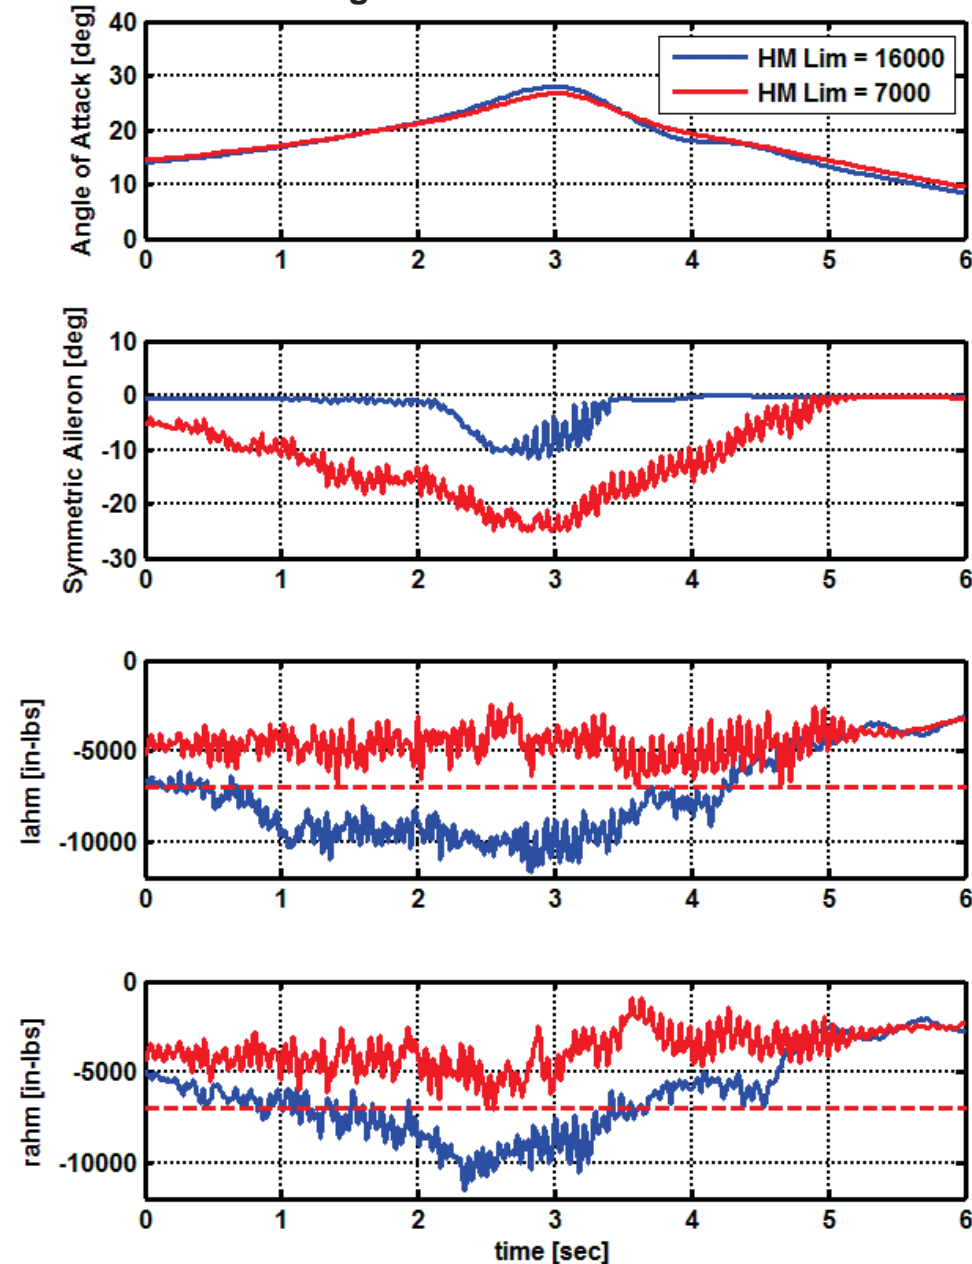 g
Angle of Attack [deg]
40
30
20
10
0
HM Lim = 16000
HM Lim = 7000
0 1 2 3 4 5 6
Symmetric Aileron [deg]
10
0
-10
-20
-30
0 1 2 3 4 5 6
lahm [in-lbs]
0
-5000
-10000
0 1 2 3 4 5 6
rahm [in-lbs]
0
-5000
-10000
0 1 2 3 4 5 6
time [sec]